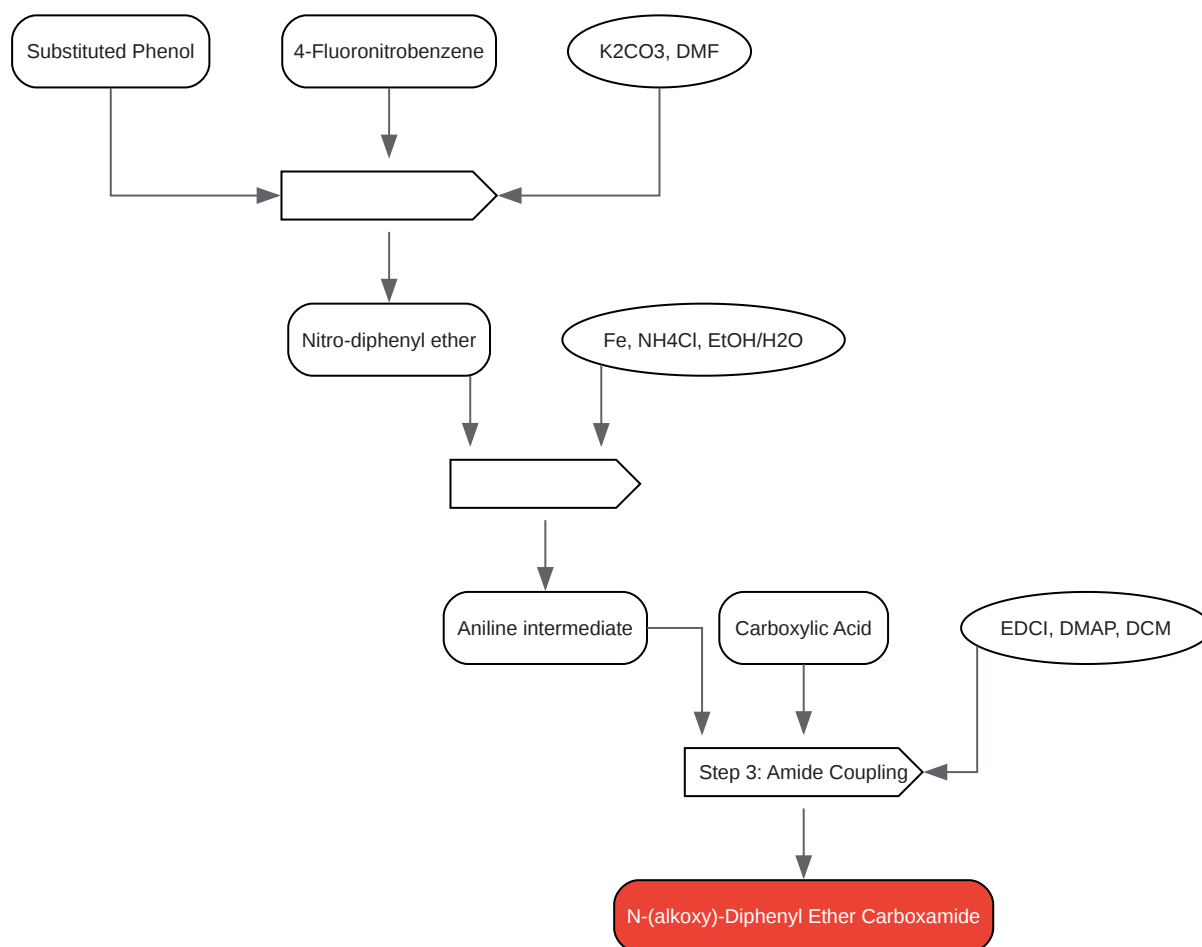 Substituted Phenol
4-Fluoronitrobenzene
K2CO3, DMF
Nitro-diphenyl ether
Fe, NH4Cl, EtOH/H2O
Aniline intermediate
Carboxylic Acid
EDCI, DMAP, DCM
Step 3: Amide Coupling
N-(alkoxy)-Diphenyl Ether Carboxamide